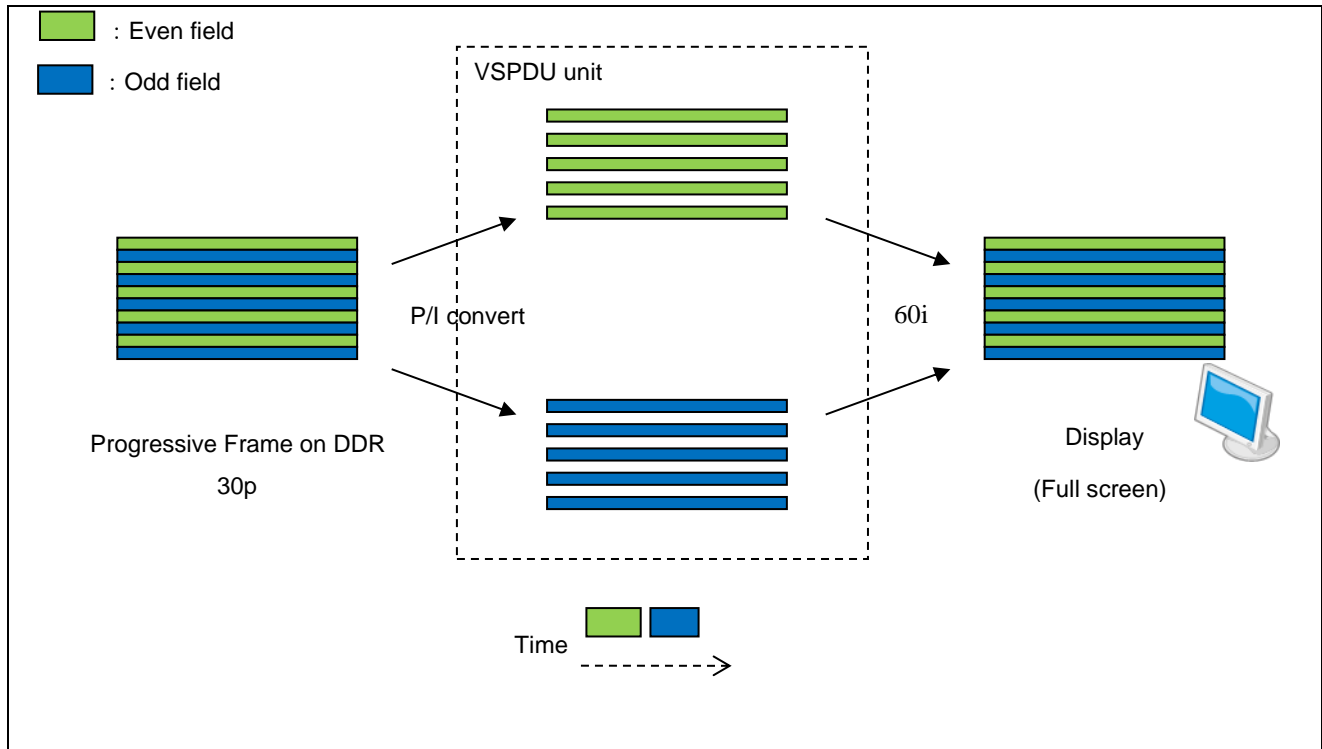 : Even field
: Odd field
VSPDU unit
P/I convert
60i
Progressive Frame on DDR
30p
Display
(Full screen)
Time